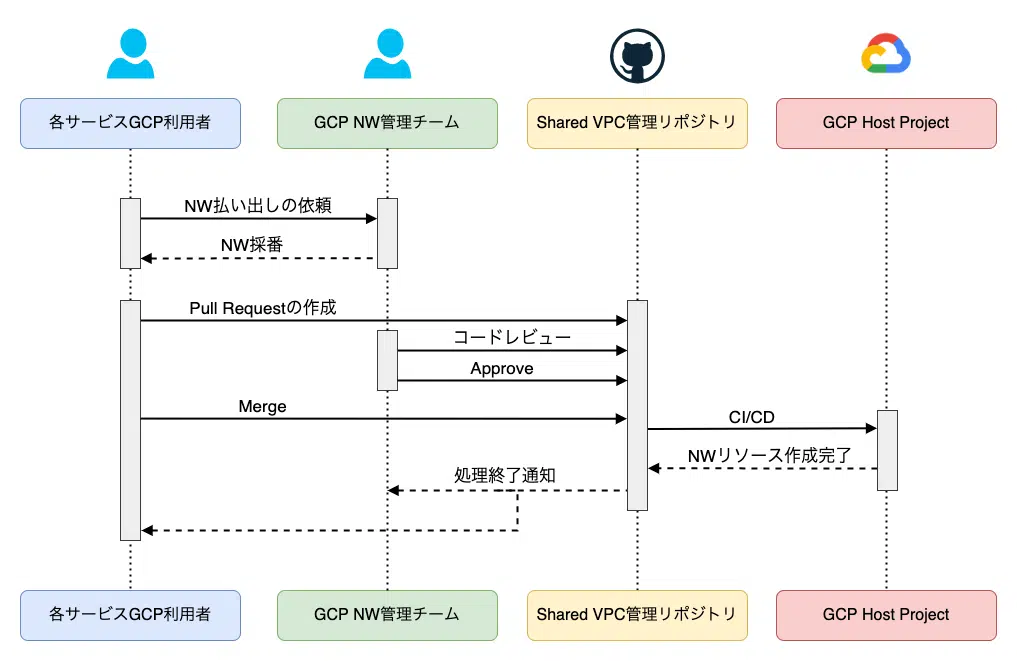 各サービスGCP利用者
GCP NW管理チーム
Shared VPC管理リポジトリ
GCP Host Project
NW払い出しの依頼
NW採番
Pull Requestの作成
コードレビュー
Approve
Merge
CI/CD
NWリソース作成完了
処理終了通知
各サービスGCP利用者
GCP NW管理チーム
Shared VPC管理リポジトリ
GCP Host Project